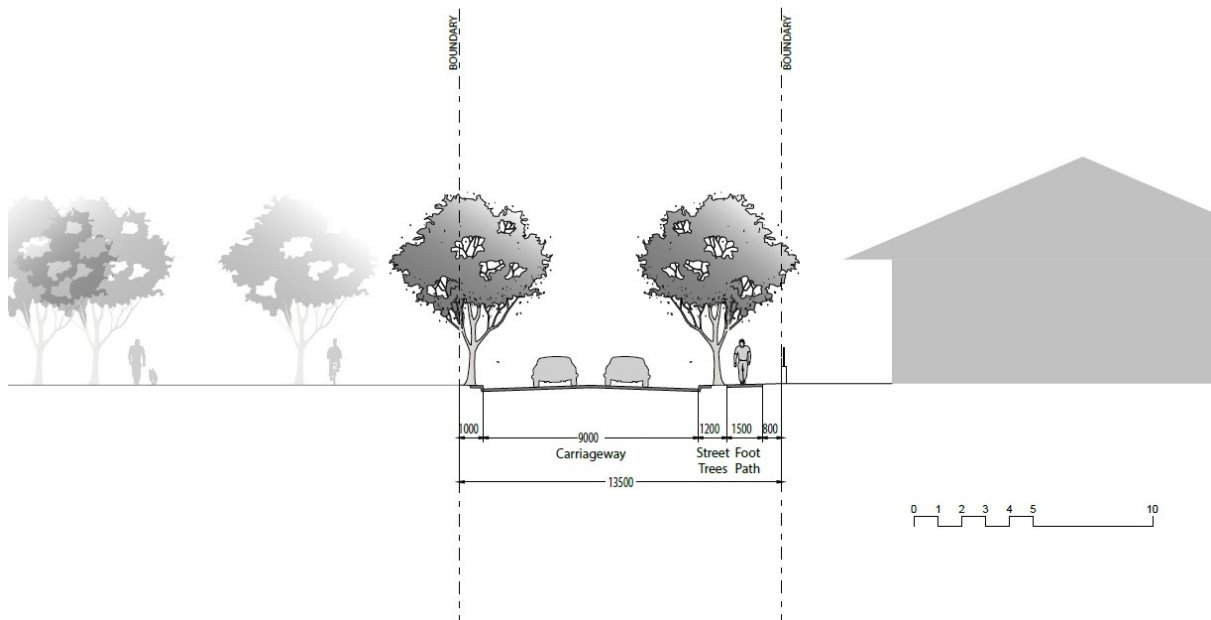 BOUNDARY
BOUNDARY
1000
9000
1200
1500
800
Carriageway
Street Foot
Trees Path
13500
0 1 2 3 4 5 10